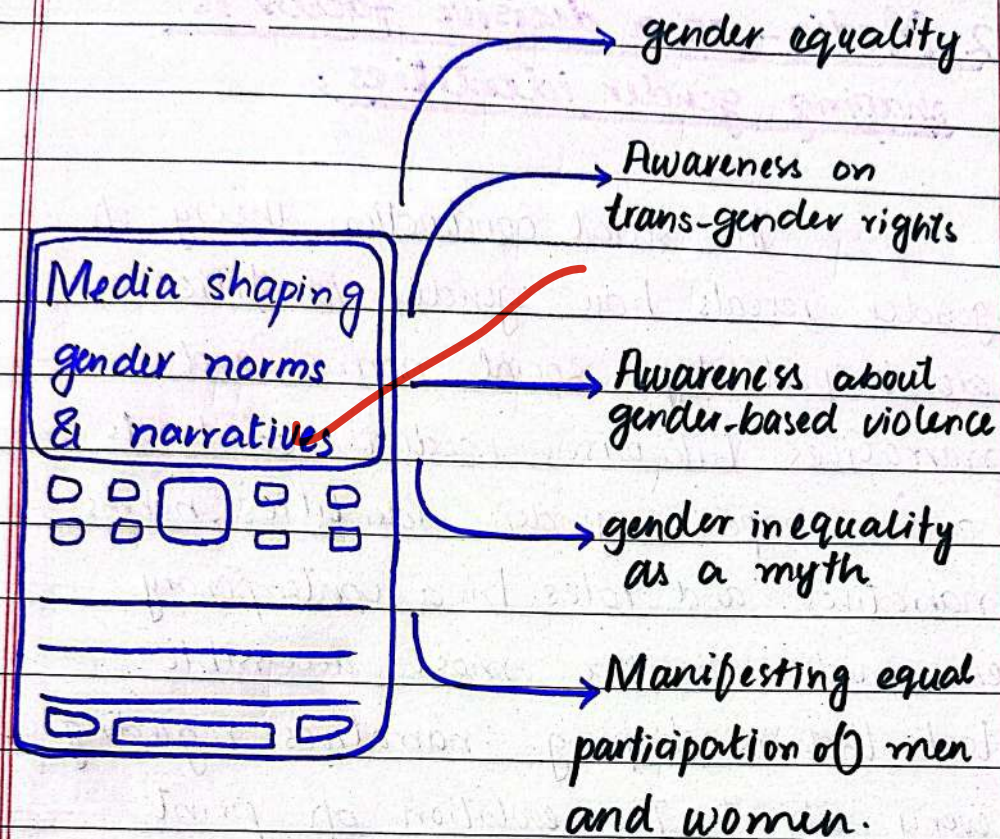 gender equality
Awareness on
trans-gender rights
Media shaping
gender norms
& narratives
Awareness about
gender-based violence
gender inequality
as a myth
Manifesting equal
participation of men
and women.